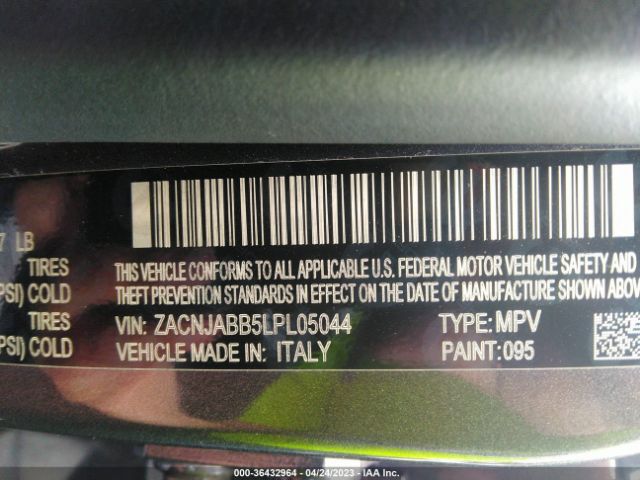 7 LB
TIRES
PSI) COLD
TIRES
PSI) COLD
THIS VEHICLE CONFORMS TO ALL APPLICABLE U.S. FEDERAL MOTOR VEHICLE SAFETY AND
THEFT PREVENTION STANDARDS IN EFFECT ON THE DATE OF MANUFACTURE SHOWN ABOVE
VIN: ZACNJABB5LPL05044 TYPE: MPV
VEHICLE MADE IN: ITALY PAINT: 095
000-36432964 - 04/24/2023 - IAA Inc.